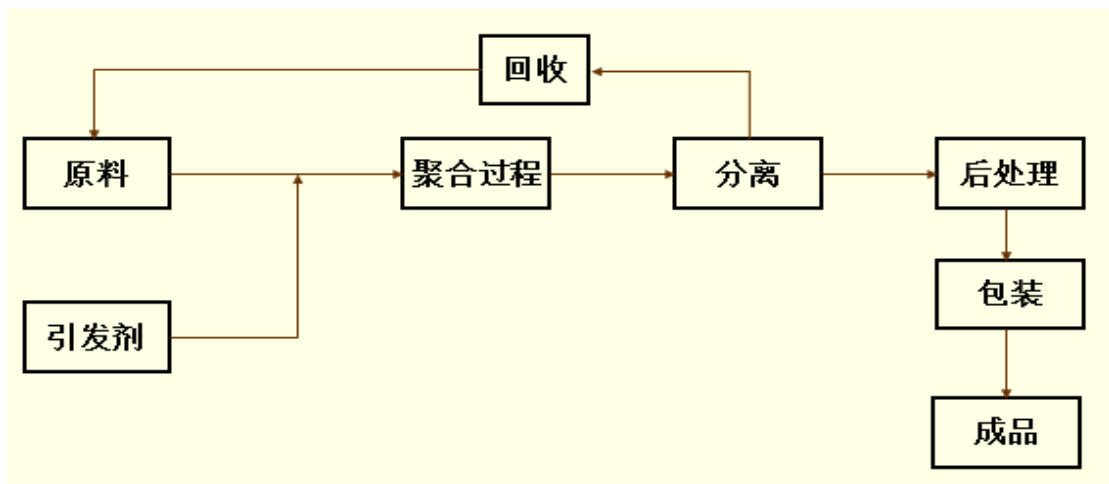 回收
原料
聚合过程
分离
后处理
引发剂
包装
成品